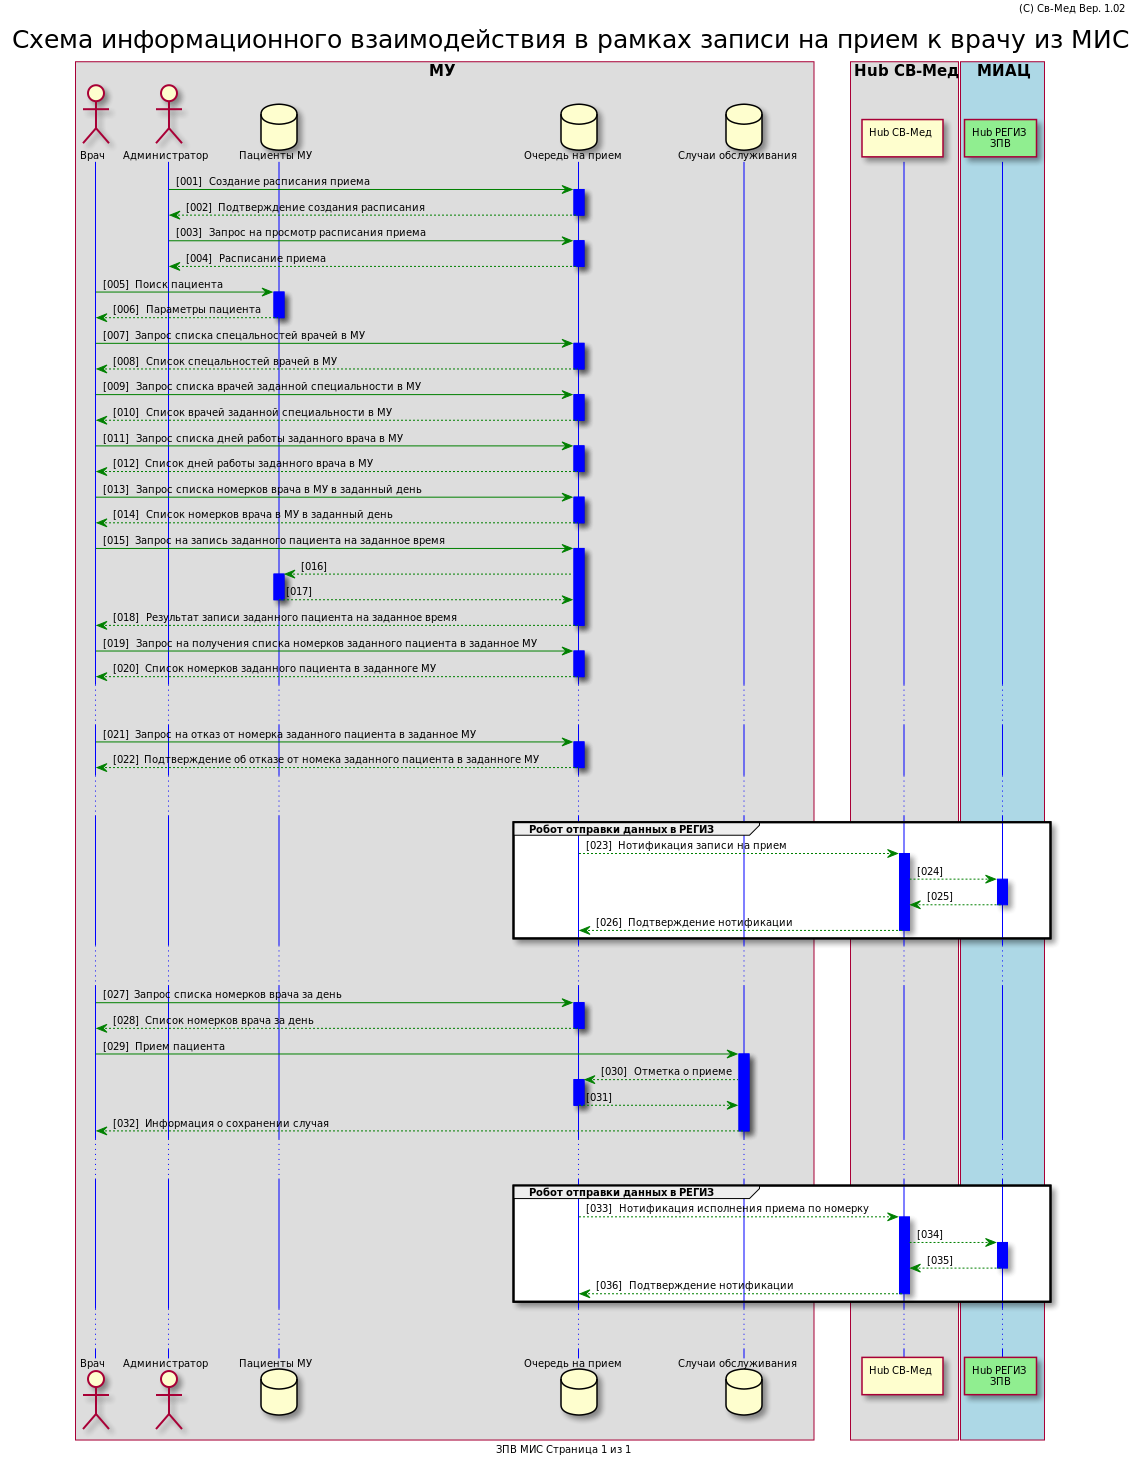 (C) Св-Мед Вер. 1.02
Схема информационного взаимодействия в рамках записи на прием к врачу из МИС
МУ
Hub СВ-Мед
МИАЦ
Врач
Администратор
Пациенты МУ
Очередь на прием
Случаи обслуживания
Hub СВ-Мед
Hub РЕГИЗ
ЗПВ
[001] Создание расписания приема
[002] Подтверждение создания расписания
[003] Запрос на просмотр расписания приема
[004] Расписание приема
[005] Поиск пациента
[006] Параметры пациента
[007] Запрос списка спецальностей врачей в МУ
[008] Список спецальностей врачей в МУ
[009] Запрос списка врачей заданной специальности в МУ
[010] Список врачей заданной специальности в МУ
[011] Запрос списка дней работы заданного врача в МУ
[012] Список дней работы заданного врача в МУ
[013] Запрос списка номерков врача в МУ в заданный день
[014] Список номерков врача в МУ в заданный день
[015] Запрос на запись заданного пациента на заданное время
[016]
[017]
[018] Результат записи заданного пациента на заданное время
[019] Запрос на получения списка номерков заданного пациента в заданное МУ
[020] Список номерков заданного пациента в заданноге МУ
[021] Запрос на отказ от номерка заданного пациента в заданное МУ
[022] Подтверждение об отказе от номека заданного пациента в заданноге МУ
Робот отправки данных в РЕГИЗ
[023] Нотификация записи на прием
[024]
[025]
[026] Подтверждение нотификации
[027] Запрос списка номерков врача за день
[028] Список номерков врача за день
[029] Прием пациента
[030] Отметка о приеме
[031]
[032] Информация о сохранении случая
Робот отправки данных в РЕГИЗ
[033] Нотификация исполнения приема по номерку
[034]
[035]
[036] Подтверждение нотификации
Врач
Администратор
Пациенты МУ
Очередь на прием
Случаи обслуживания
Hub СВ-Мед
Hub РЕГИЗ
ЗПВ
ЗПВ МИС Страница 1 из 1